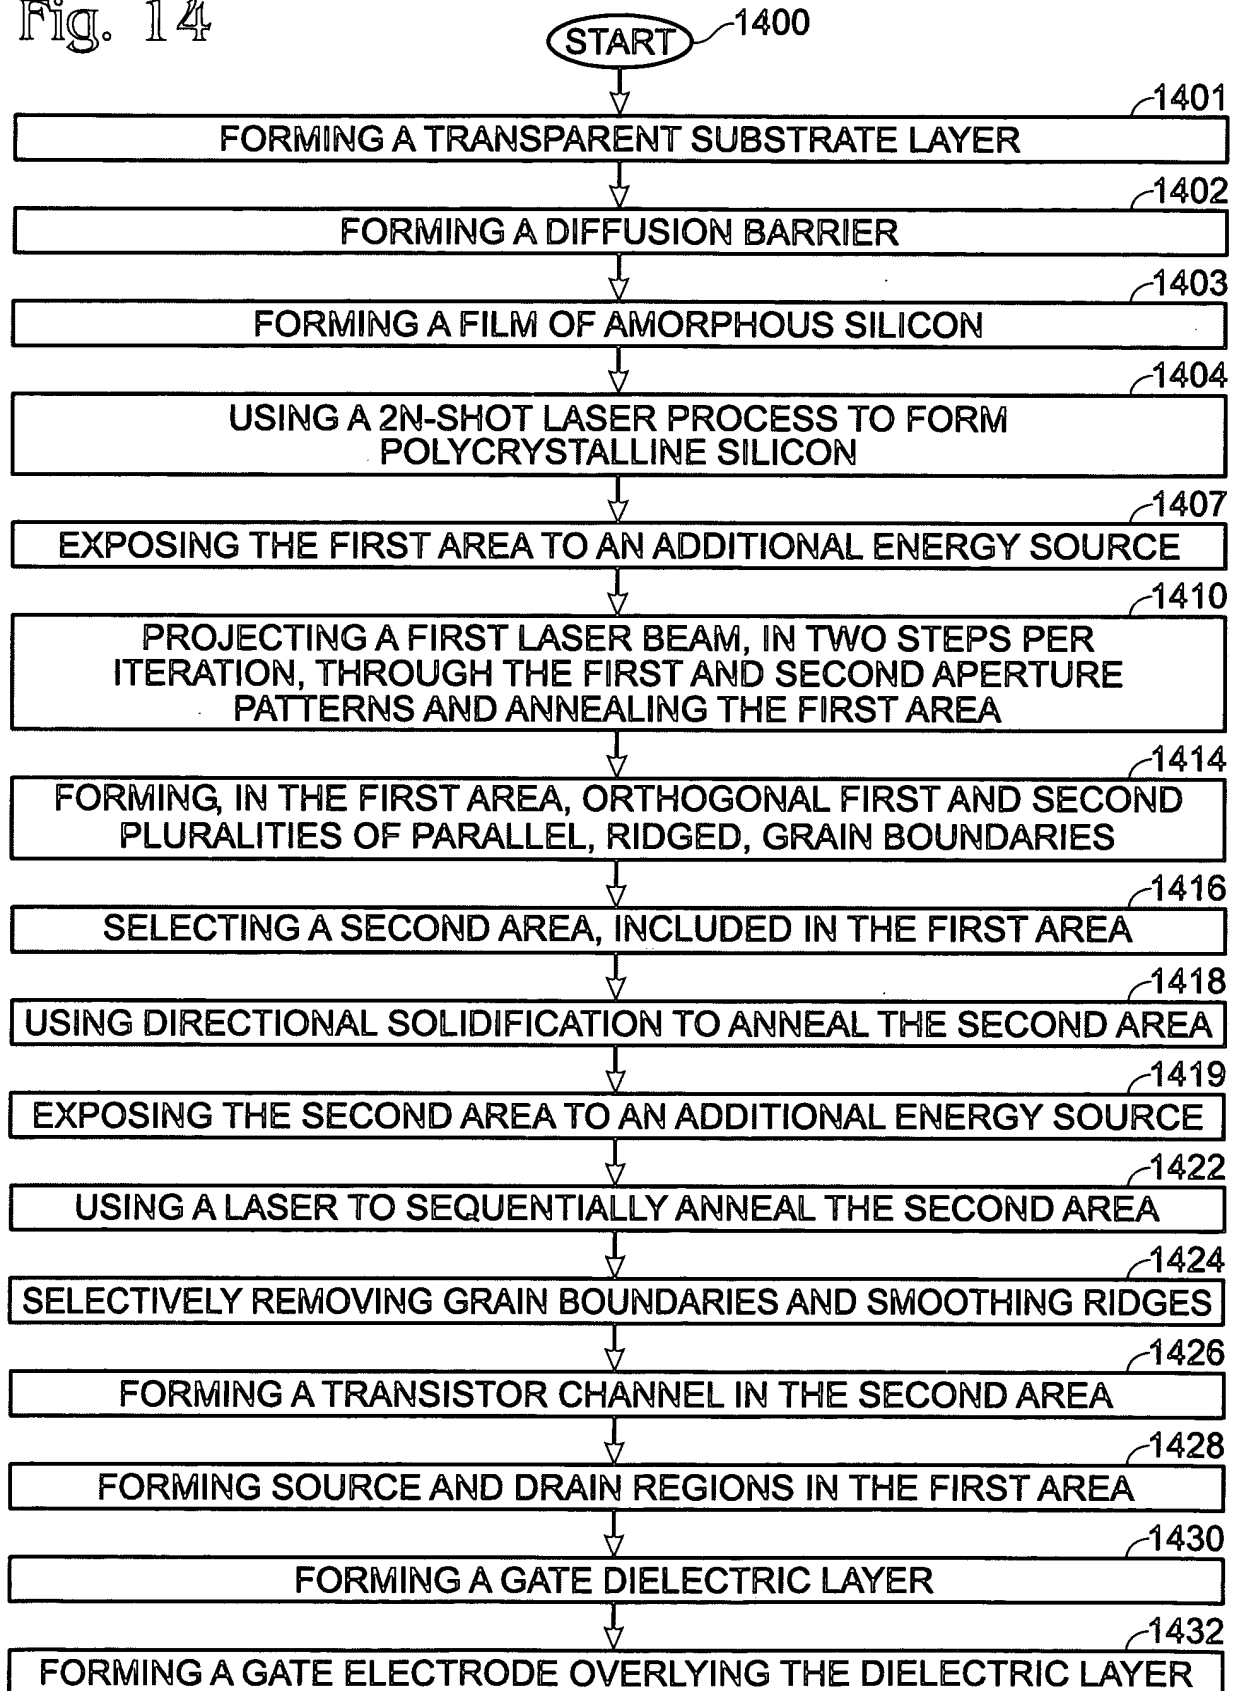 Fig. 14
START
1400
1401
FORMING A TRANSPARENT SUBSTRATE LAYER
1402
FORMING A DIFFUSION BARRIER
1403
FORMING A FILM OF AMORPHOUS SILICON
1404
USING A 2N-SHOT LASER PROCESS TO FORM
POLYCRYSTALLINE SILICON
1407
EXPOSING THE FIRST AREA TO AN ADDITIONAL ENERGY SOURCE
1410
PROJECTING A FIRST LASER BEAM, IN TWO STEPS PER
ITERATION, THROUGH THE FIRST AND SECOND APERTURE
PATTERNS AND ANNEALING THE FIRST AREA
1414
FORMING, IN THE FIRST AREA, ORTHOGONAL FIRST AND SECOND
PLURALITIES OF PARALLEL, RIDGED, GRAIN BOUNDARIES
1416
SELECTING A SECOND AREA, INCLUDED IN THE FIRST AREA
1418
USING DIRECTIONAL SOLIDIFICATION TO ANNEAL THE SECOND AREA
1419
EXPOSING THE SECOND AREA TO AN ADDITIONAL ENERGY SOURCE
1422
USING A LASER TO SEQUENTIALLY ANNEAL THE SECOND AREA
1424
SELECTIVELY REMOVING GRAIN BOUNDARIES AND SMOOTHING RIDGES
1426
FORMING A TRANSISTOR CHANNEL IN THE SECOND AREA
1428
FORMING SOURCE AND DRAIN REGIONS IN THE FIRST AREA
1430
FORMING A GATE DIELECTRIC LAYER
1432
FORMING A GATE ELECTRODE OVERLYING THE DIELECTRIC LAYER